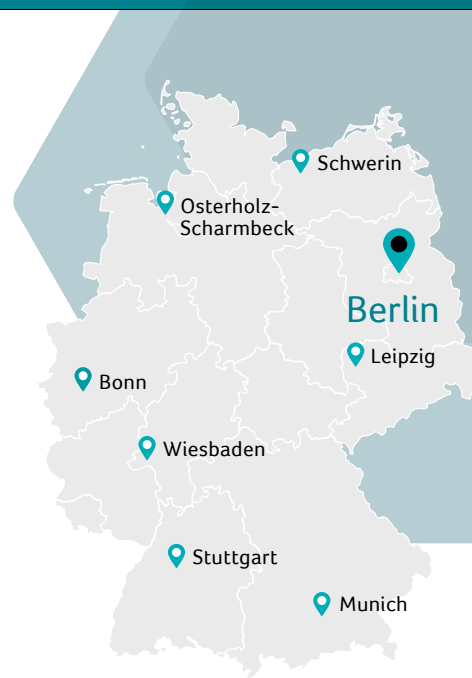 Schwerin
Osterholz-
Scharmbeck
Berlin
Leipzig
Bonn
Wiesbaden
Stuttgart
Munich